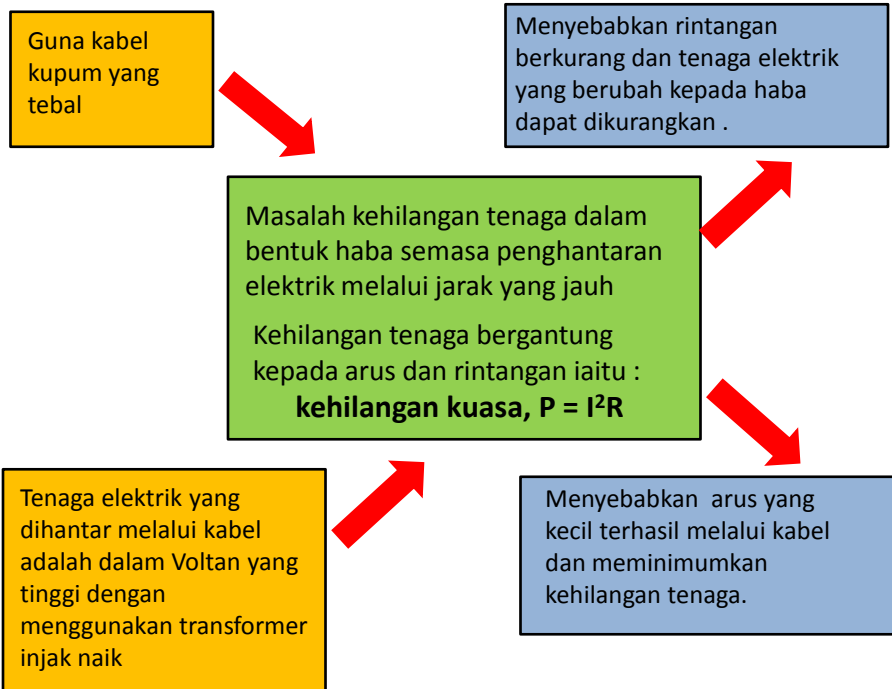 Guna kabel
kupum yang
tebal
Menyebabkan rintangan
berkurang dan tenaga elektrik
yang berubah kepada haba
dapat dikurangkan .
Masalah kehilangan tenaga dalam
bentuk haba semasa penghantaran
elektrik melalui jarak yang jauh
Kehilangan tenaga bergantung
kepada arus dan rintangan iaitu :
kehilangan kuasa, P = I²R
Tenaga elektrik yang
dihantar melalui kabel
adalah dalam Voltan yang
tinggi dengan
menggunakan transformer
injak naik
Menyebabkan arus yang
kecil terhasil melalui kabel
dan meminimumkan
kehilangan tenaga.